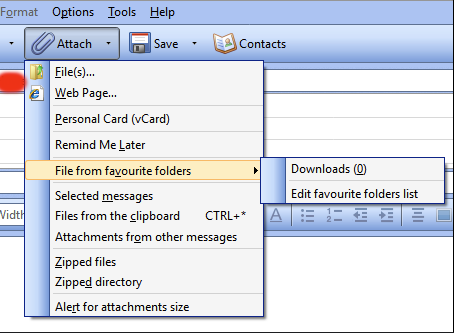 Format Options Tools Help
Attach Save Contacts
File(s)...
Web Page...
Personal Card (vCard)
Remind Me Later
File from favourite folders
Downloads (0)
Edit favourite folders list
Selected messages
Files from the clipboard CTRL+*
Attachments from other messages
Zipped files
Zipped directory
Alert for attachments size
Width
A